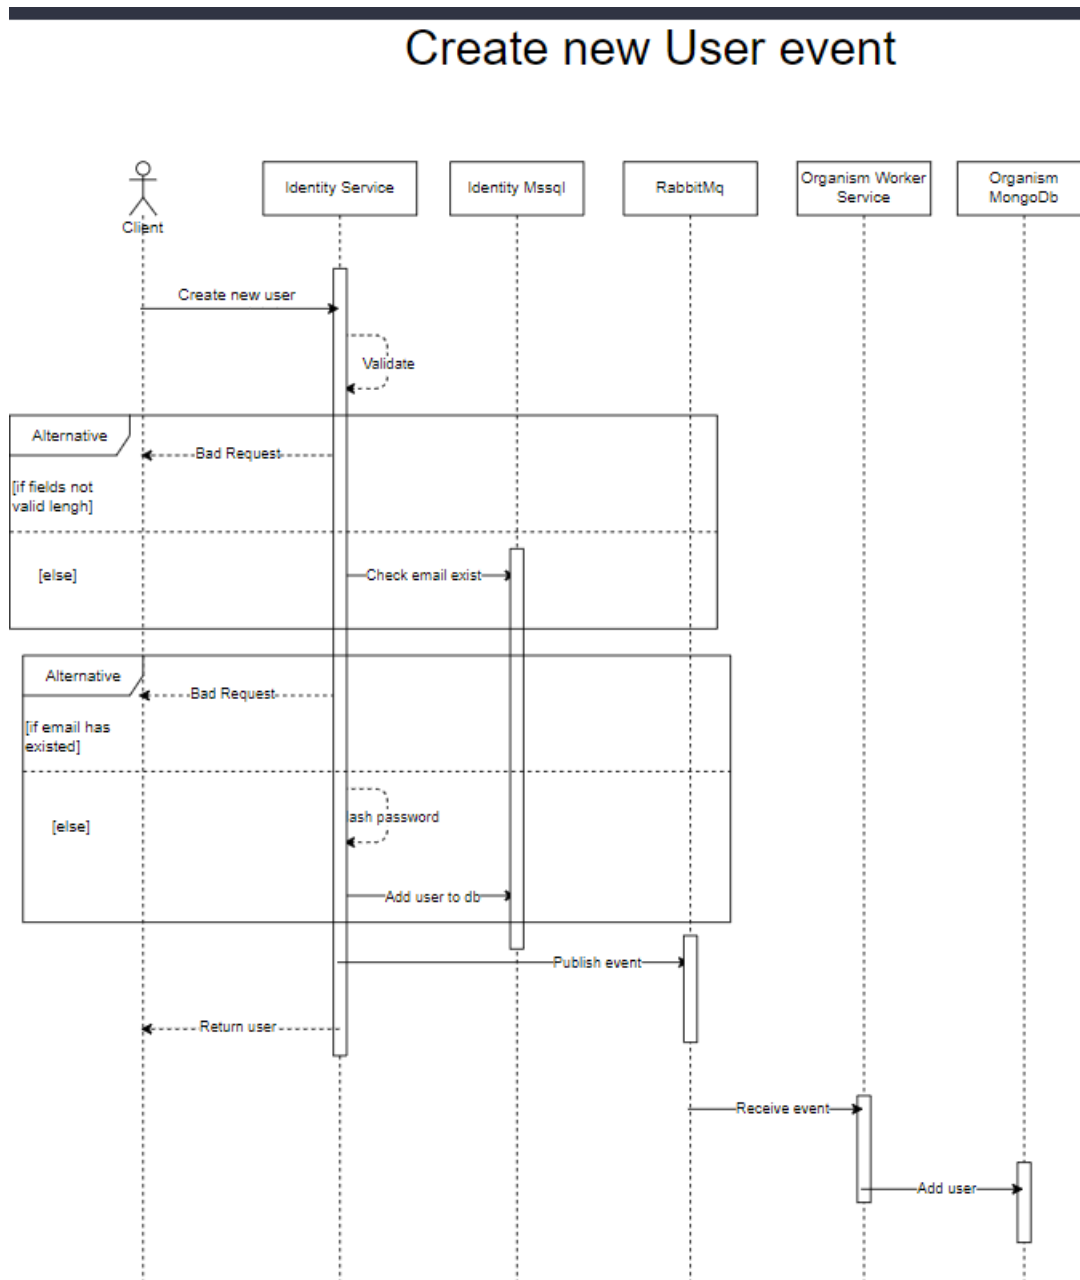 Create new User event
Client
Identity Service
Identity Mssql
RabbitMq
Organism Worker
Service
Organism
MongoDb
Create new user
Validate
Alternative
Bad Request
[if fields not
valid lengh]
[else]
Check email exist
Alternative
Bad Request
[if email has
existed]
[else]
password
Add user to db
Publish event
Return user
Receive event
Add user